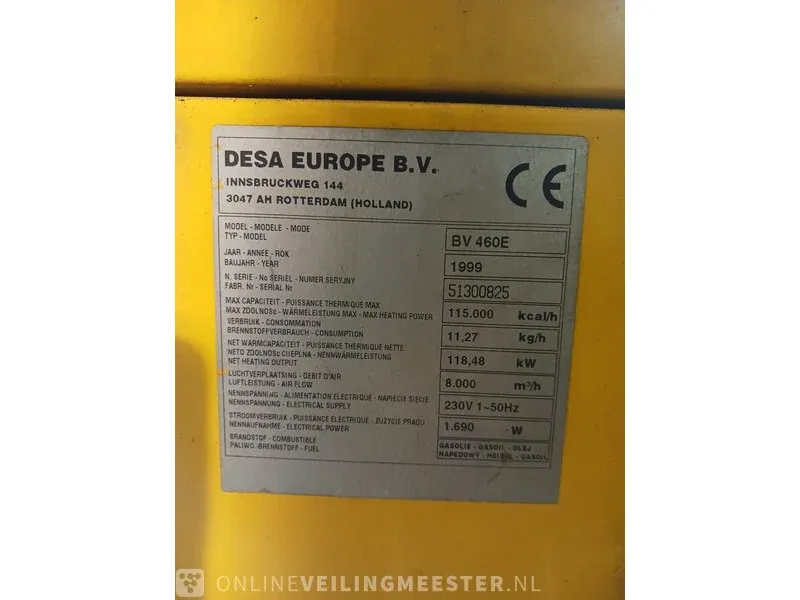 DESA EUROPE B.V.
INNSBRUCKWEG 144
3047 AH ROTTERDAM (HOLLAND)
CE
MODEL - MODELE - MODE
TYP - MODEL
BV 460E
JAAR - ANNEE - ROK
BAUJAHR - YEAR
1999
N. SERIE - No SERIEL - NUMER SERYJNY
FABR. Nr - SERIAL Nr
51300825
MAX CAPACITEIT - PUISSANCE THERMIQUE MAX
MAX ZDOLNOSc - WÄRMELEISTUNG MAX - MAX HEATING POWER
115.000 kcal/h
VERBRUIK - CONSOMMATION
BRENNSTOFFVERBRAUCH - CONSUMPTION
11,27 kg/h
NET WARMCAPACITEIT - PUISSANCE THERMIQUE NETTE
NETO ZDOLNOSc CIEPLNA - NENNWÄRMELEISTUNG
NET HEATING OUTPUT
118,48 kW
LUCHTVERPLAATSING - DEBIT D'AIR
LUFTLEISTUNG - AIR FLOW
8.000 m³/h
NENNSPANNING - ALIMENTATION ELECTRIQUE - NAPIECIE SIECIE
NENNSPANNUNG - ELECTRICAL SUPPLY
230V 1~50Hz
STROOMVERBRUIK - PUISSANCE ELECTRIQUE - ZUZYCIE PRADU
NENNAUFNAHME - ELECTRICAL POWER
1.690 W
BRANDSTOF - COMBUSTIBLE
PALIWO - BRENNSTOFF - FUEL
GASOLIE - GASOIL - OLEJ
NAPEDOWY - HEIZOL - GASOIL
ONLINEVEILINGMEESTER.NL